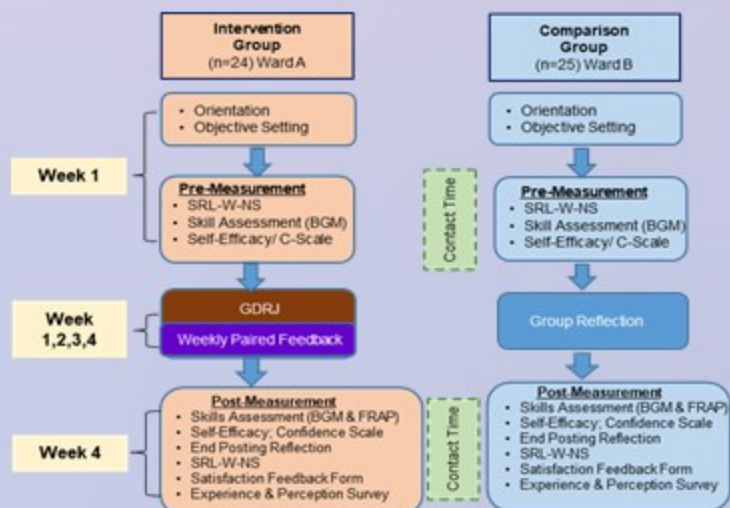 Intervention
Group
(n=24) Ward A
Comparison
Group
(n=25) Ward B
Week 1
• Orientation
• Objective Setting
• Orientation
• Objective Setting
Pre-Measurement
• SRL-W-NS
• Skill Assessment (BGM)
• Self-Efficacy/ C-Scale
Contact Time
Pre-Measurement
• SRL-W-NS
• Skill Assessment (BGM)
• Self-Efficacy/ C-Scale
Week
1,2,3,4
GDRJ
Weekly Paired Feedback
Group Reflection
Week 4
Post-Measurement
• Skills Assessment (BGM & FRAP)
• Self-Efficacy; Confidence Scale
• End Posting Reflection
• SRL-W-NS
• Satisfaction Feedback Form
• Experience & Perception Survey
Contact Time
Post-Measurement
• Skills Assessment (BGM & FRAP)
• Self-Efficacy; Confidence Scale
• End Posting Reflection
• SRL-W-NS
• Satisfaction Feedback Form
• Experience & Perception Survey